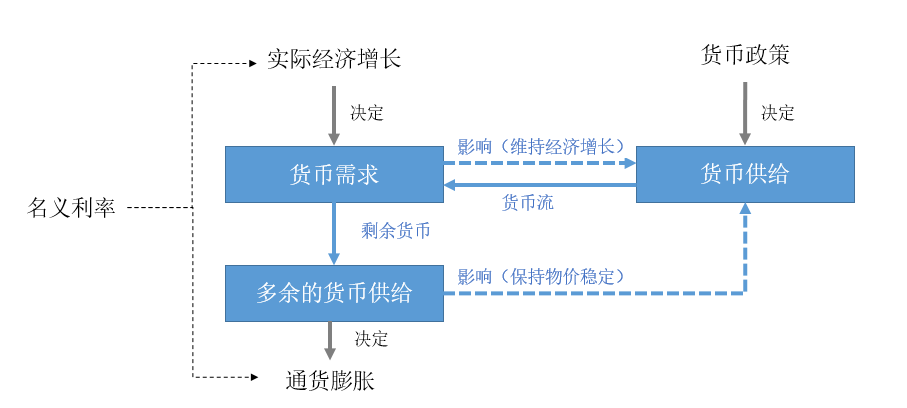 实际经济增长
货币政策
决定
决定
影响（维持经济增长）
货币需求
货币供给
货币流
名义利率
剩余货币
影响（保持物价稳定）
多余的货币供给
决定
通货膨胀